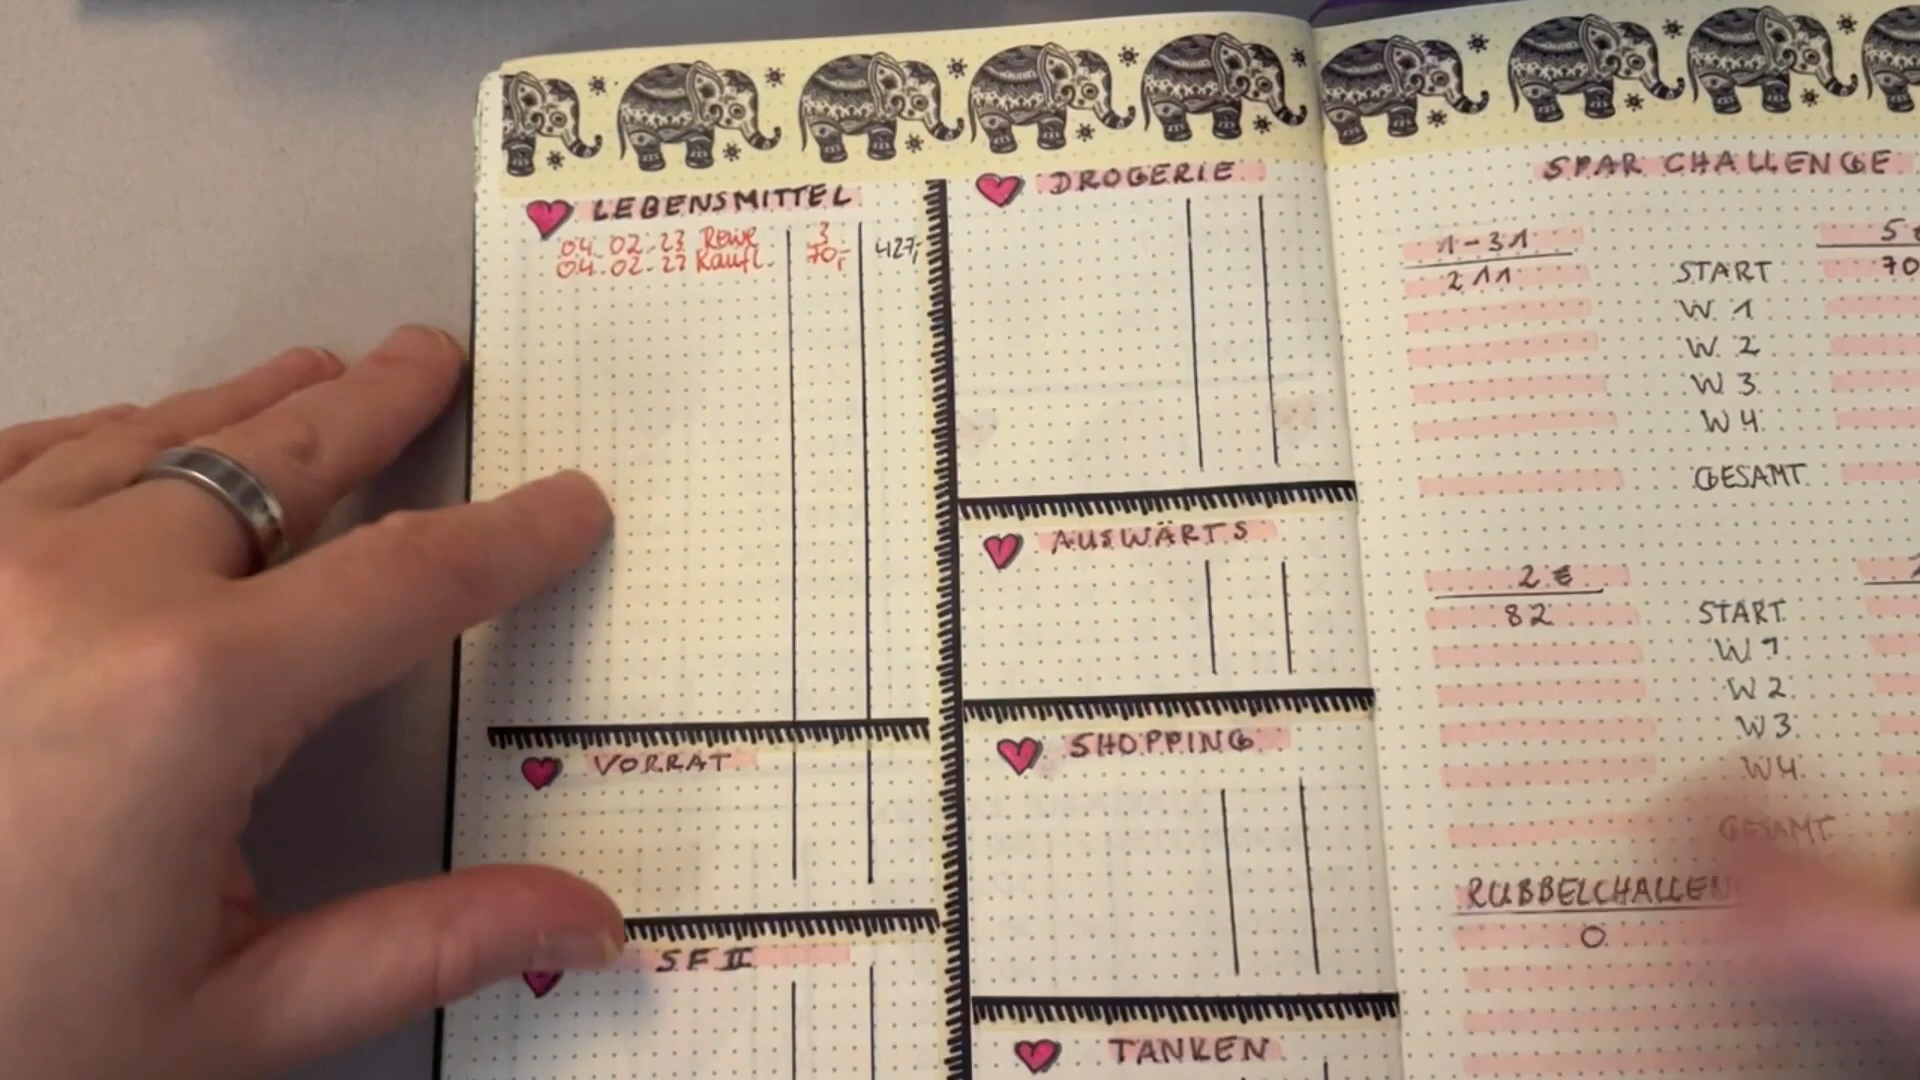 LEBENSMITTEL
04.02.23 Rewe 3
04.02.23 Kaufl. 70,- 427,-
VORRAT
SF II
DROGERIE
AUSWÄRTS
SHOPPING
TANKEN
SPAR CHALLENGE
1-31
211 START 70
W 1
W 2
W 3
W 4
GESAMT
2 €
82 START
W 1
W 2
W 3
W 4
GESAMT
RUBBELCHALLEN
0